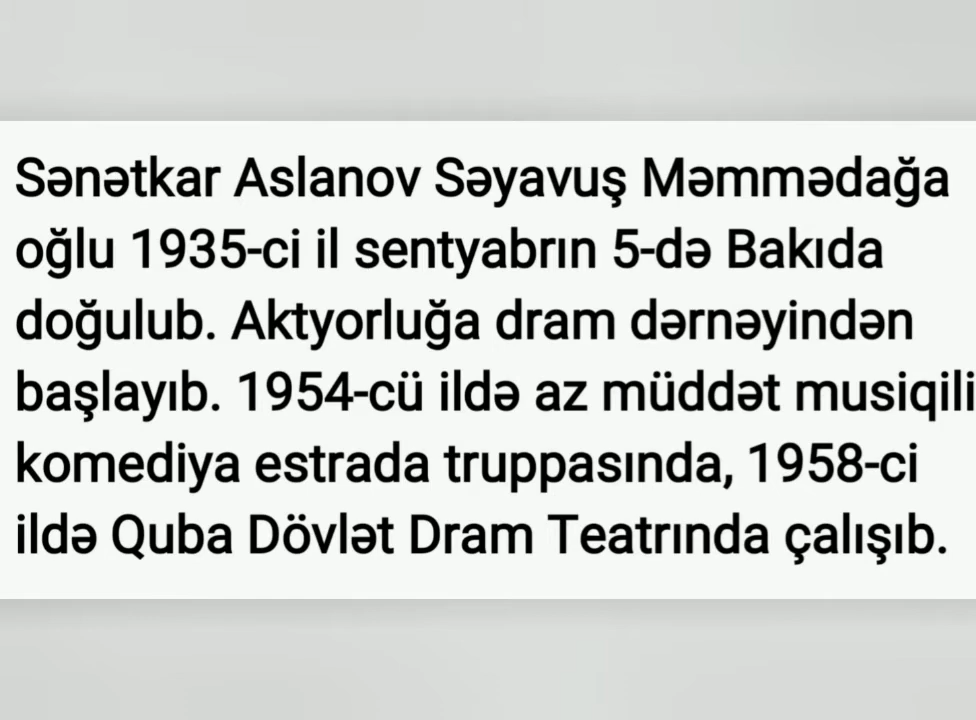 Sənətkar Aslanov Səyavuş Məmmədağa
oğlu 1935-ci il sentyabrın 5-də Bakıda
doğulub. Aktyorluğa dram dərnəyindən
başlayıb. 1954-cü ildə az müddət musiqili
komediya estrada truppasında, 1958-ci
ildə Quba Dövlət Dram Teatrında çalışıb.